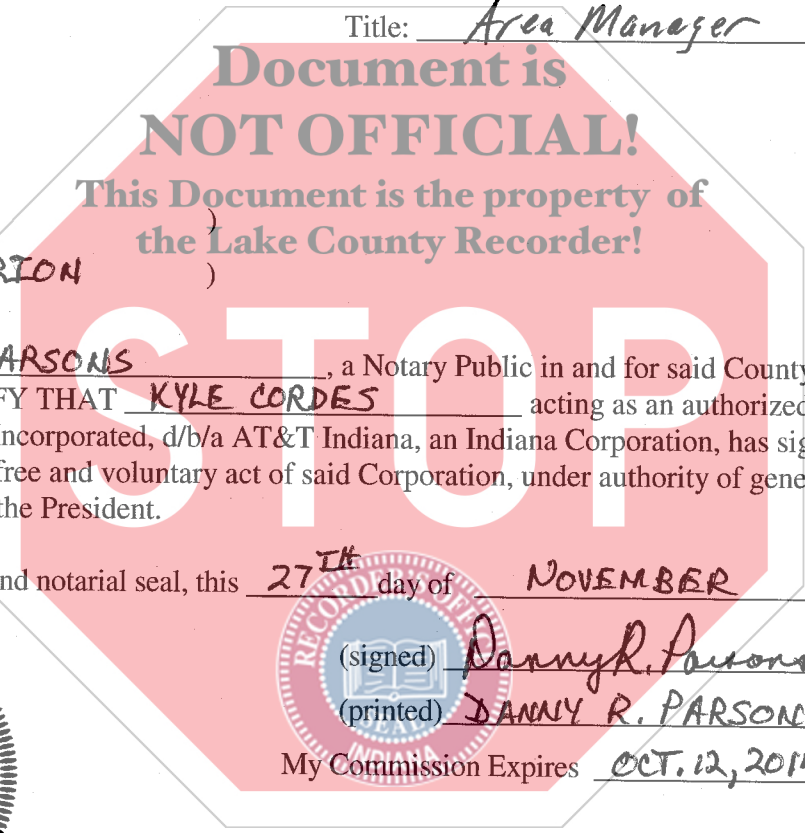 Title: Area Manager
Document is
NOT OFFICIAL!
This Document is the property of
)
the Lake County Recorder!
RION )
STOP
ARSONS , a Notary Public in and for said County
FY THAT KYLE CORDES acting as an authorized
ncorporated, d/b/a AT&T Indiana, an Indiana Corporation, has sig
free and voluntary act of said Corporation, under authority of gene
the President.
nd notarial seal, this 27TH day of NOVEMBER
RECORDER'S OFFIC
(signed) Danny R. Parsons
(printed) DANNY R. PARSON
SEAL
INDIANA
My Commission Expires OCT. 12, 201